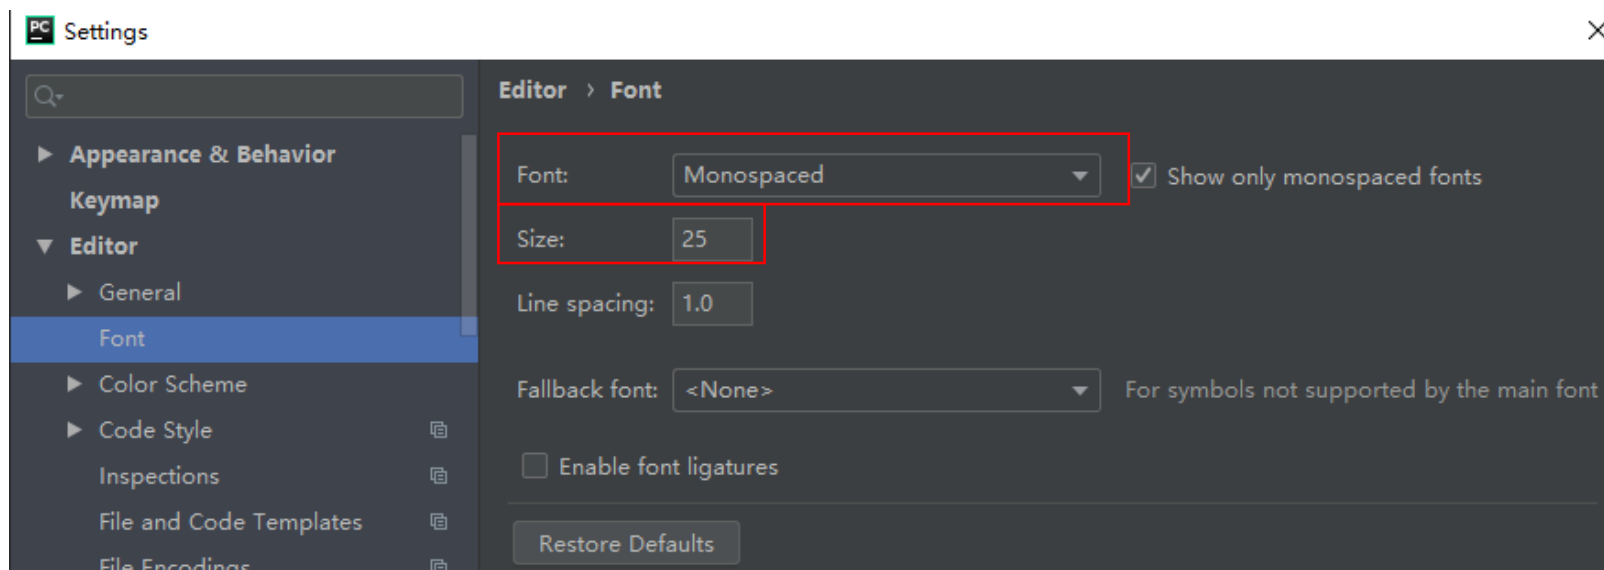 PC Settings
Editor › Font
Appearance & Behavior
Keymap
Editor
General
Font
Color Scheme
Code Style
Inspections
File and Code Templates
File Encodings
Font: Monospaced Show only monospaced fonts
Size: 25
Line spacing: 1.0
Fallback font: <None> For symbols not supported by the main font
Enable font ligatures
Restore Defaults